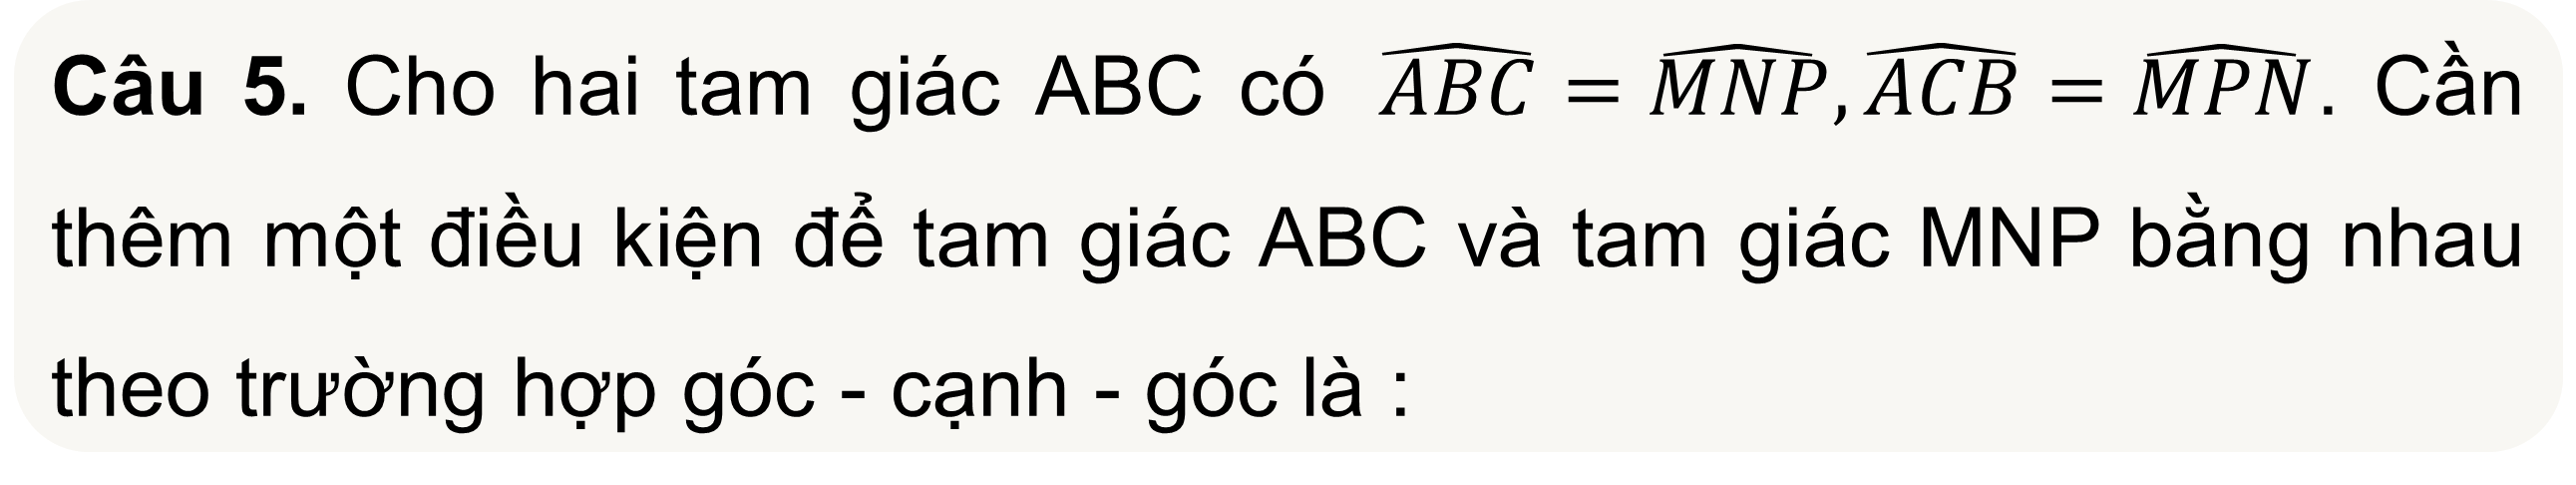 Câu 5. Cho hai tam giác ABC có $\widehat{ABC} = \widehat{MNP}, \widehat{ACB} = \widehat{MPN}$. Cần
thêm một điều kiện để tam giác ABC và tam giác MNP bằng nhau
theo trường hợp góc - cạnh - góc là :